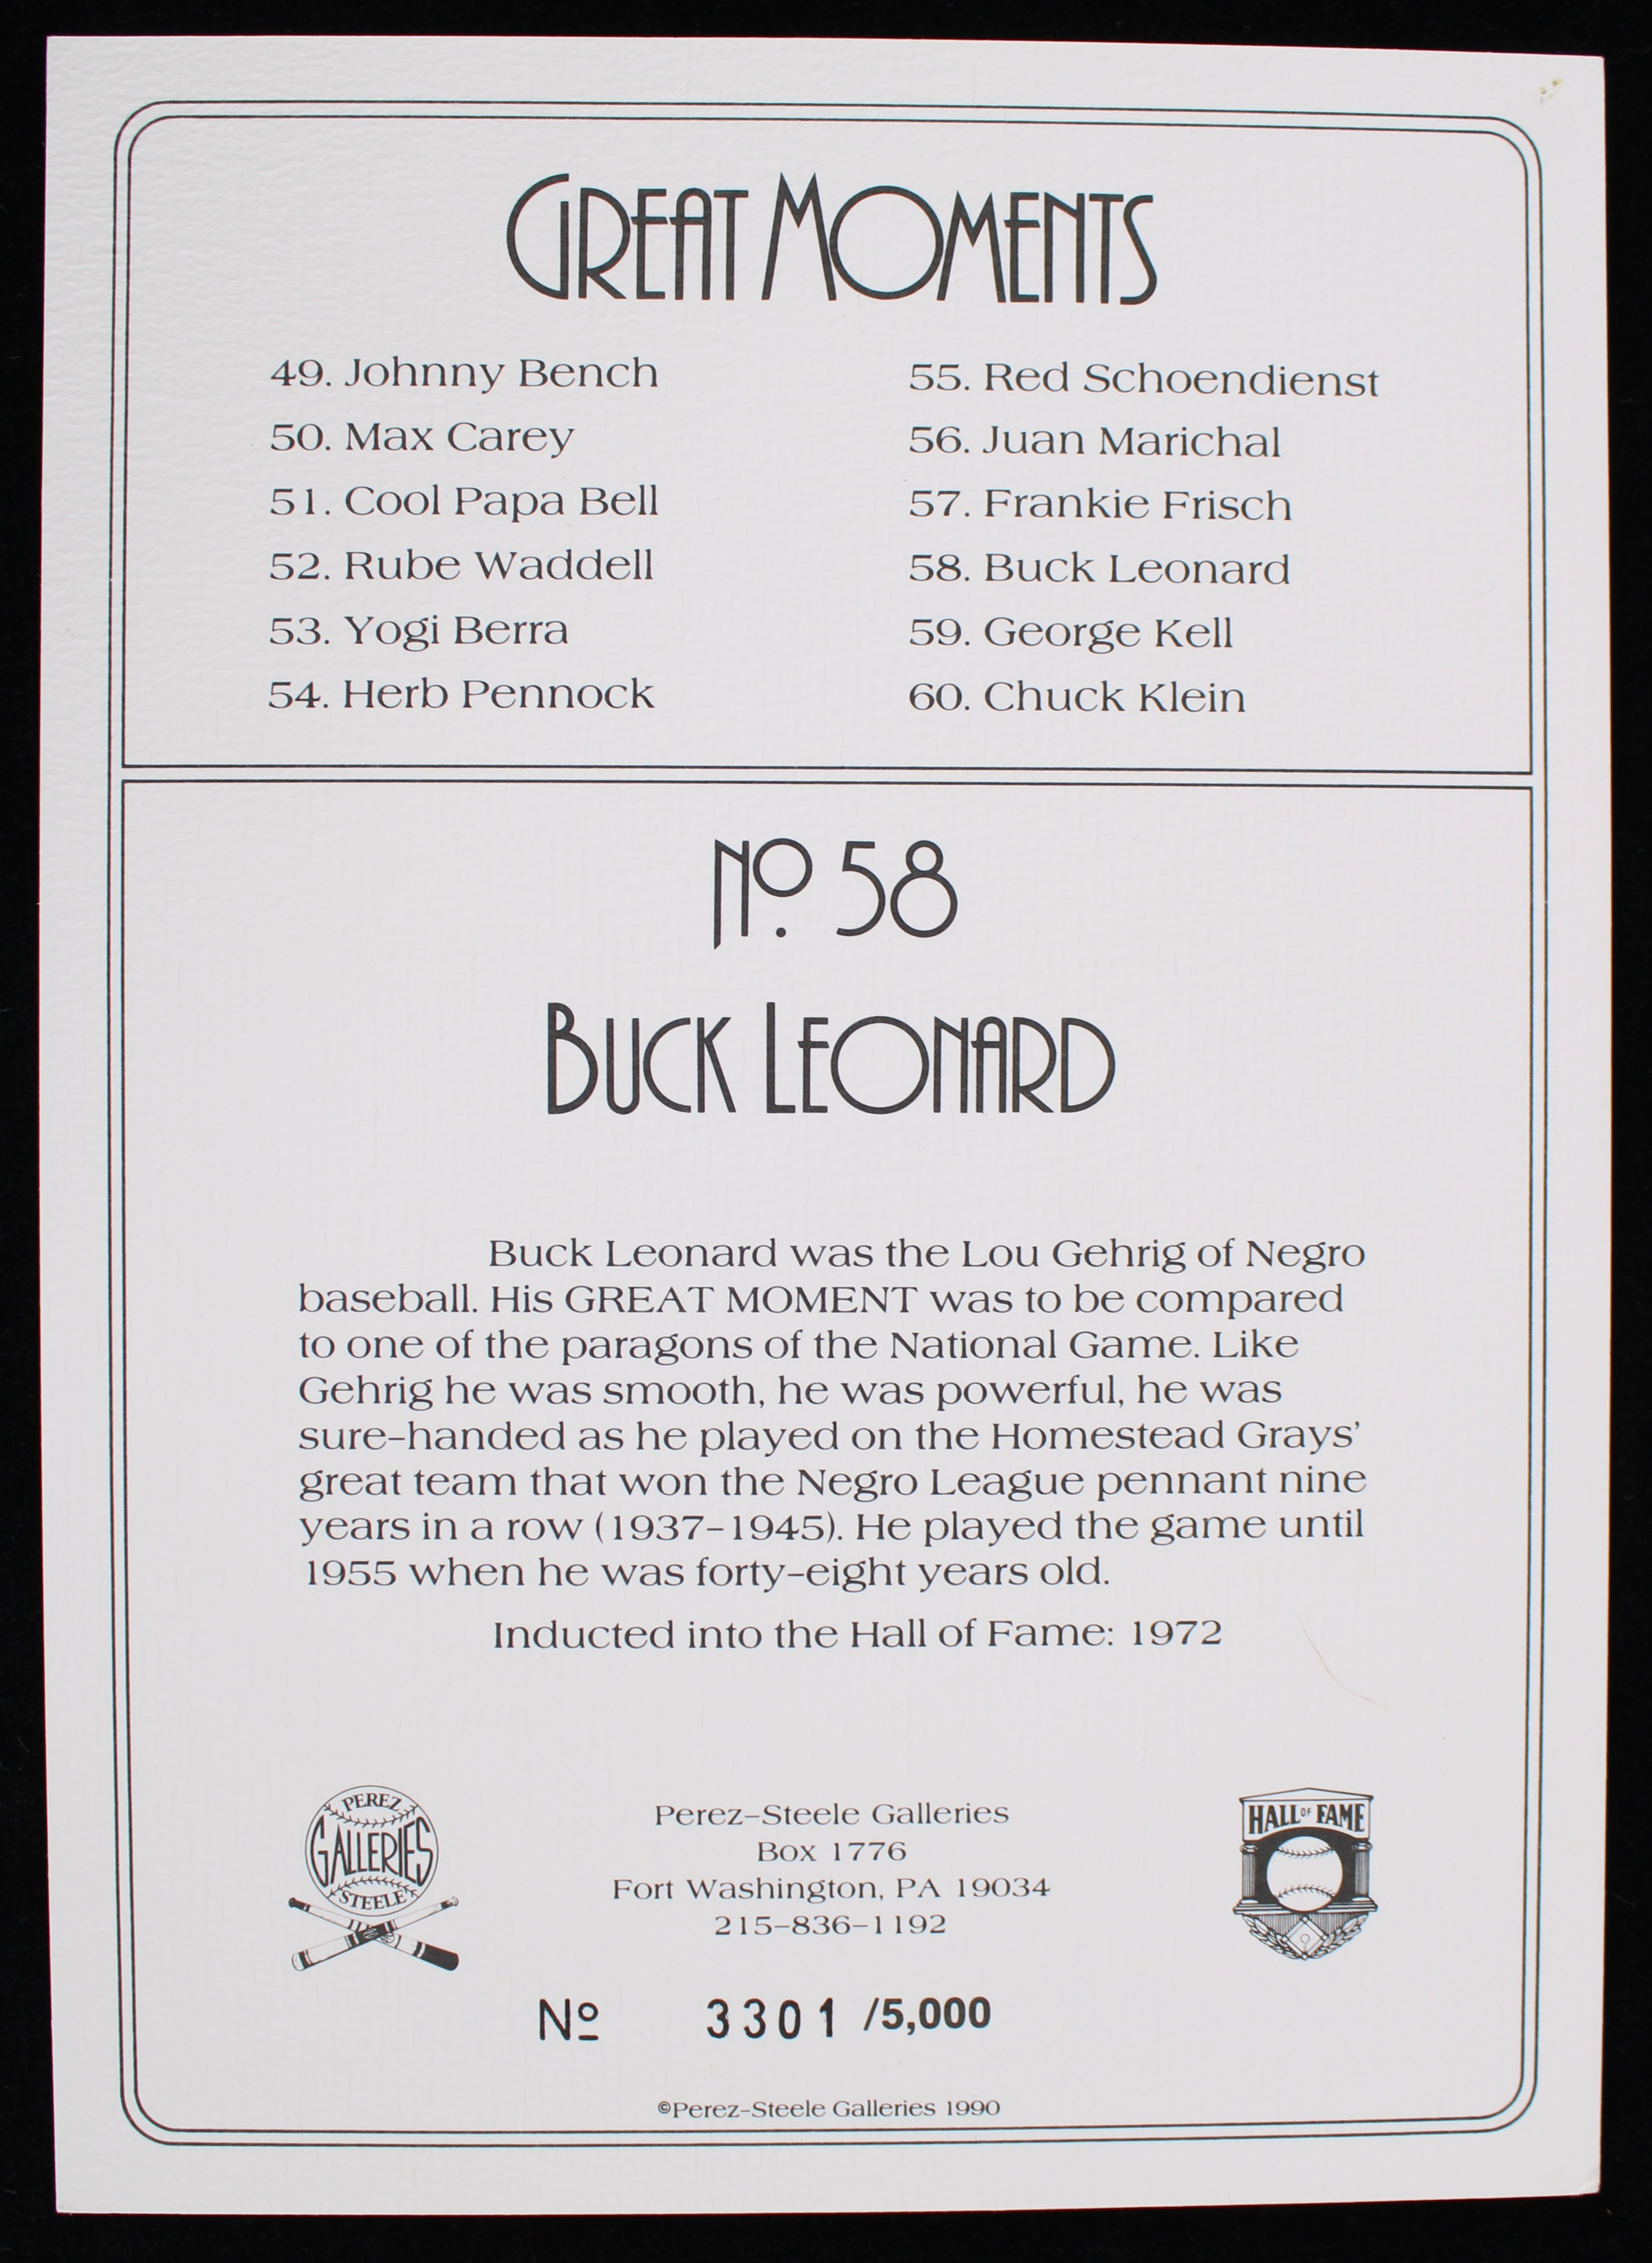 GREAT MOMENTS
49. Johnny Bench
50. Max Carey
51. Cool Papa Bell
52. Rube Waddell
53. Yogi Berra
54. Herb Pennock
55. Red Schoendienst
56. Juan Marichal
57. Frankie Frisch
58. Buck Leonard
59. George Kell
60. Chuck Klein
Nº. 58
BUCK LEONARD
Buck Leonard was the Lou Gehrig of Negro
baseball. His GREAT MOMENT was to be compared
to one of the paragons of the National Game. Like
Gehrig he was smooth, he was powerful, he was
sure-handed as he played on the Homestead Grays'
great team that won the Negro League pennant nine
years in a row (1937-1945). He played the game until
1955 when he was forty-eight years old.
Inducted into the Hall of Fame: 1972
PEREZ
GALLERIES
STEELE
Perez-Steele Galleries
Box 1776
Fort Washington, PA 19034
215-836-1192
HALL OF FAME
Nº 3301 /5,000
©Perez-Steele Galleries 1990